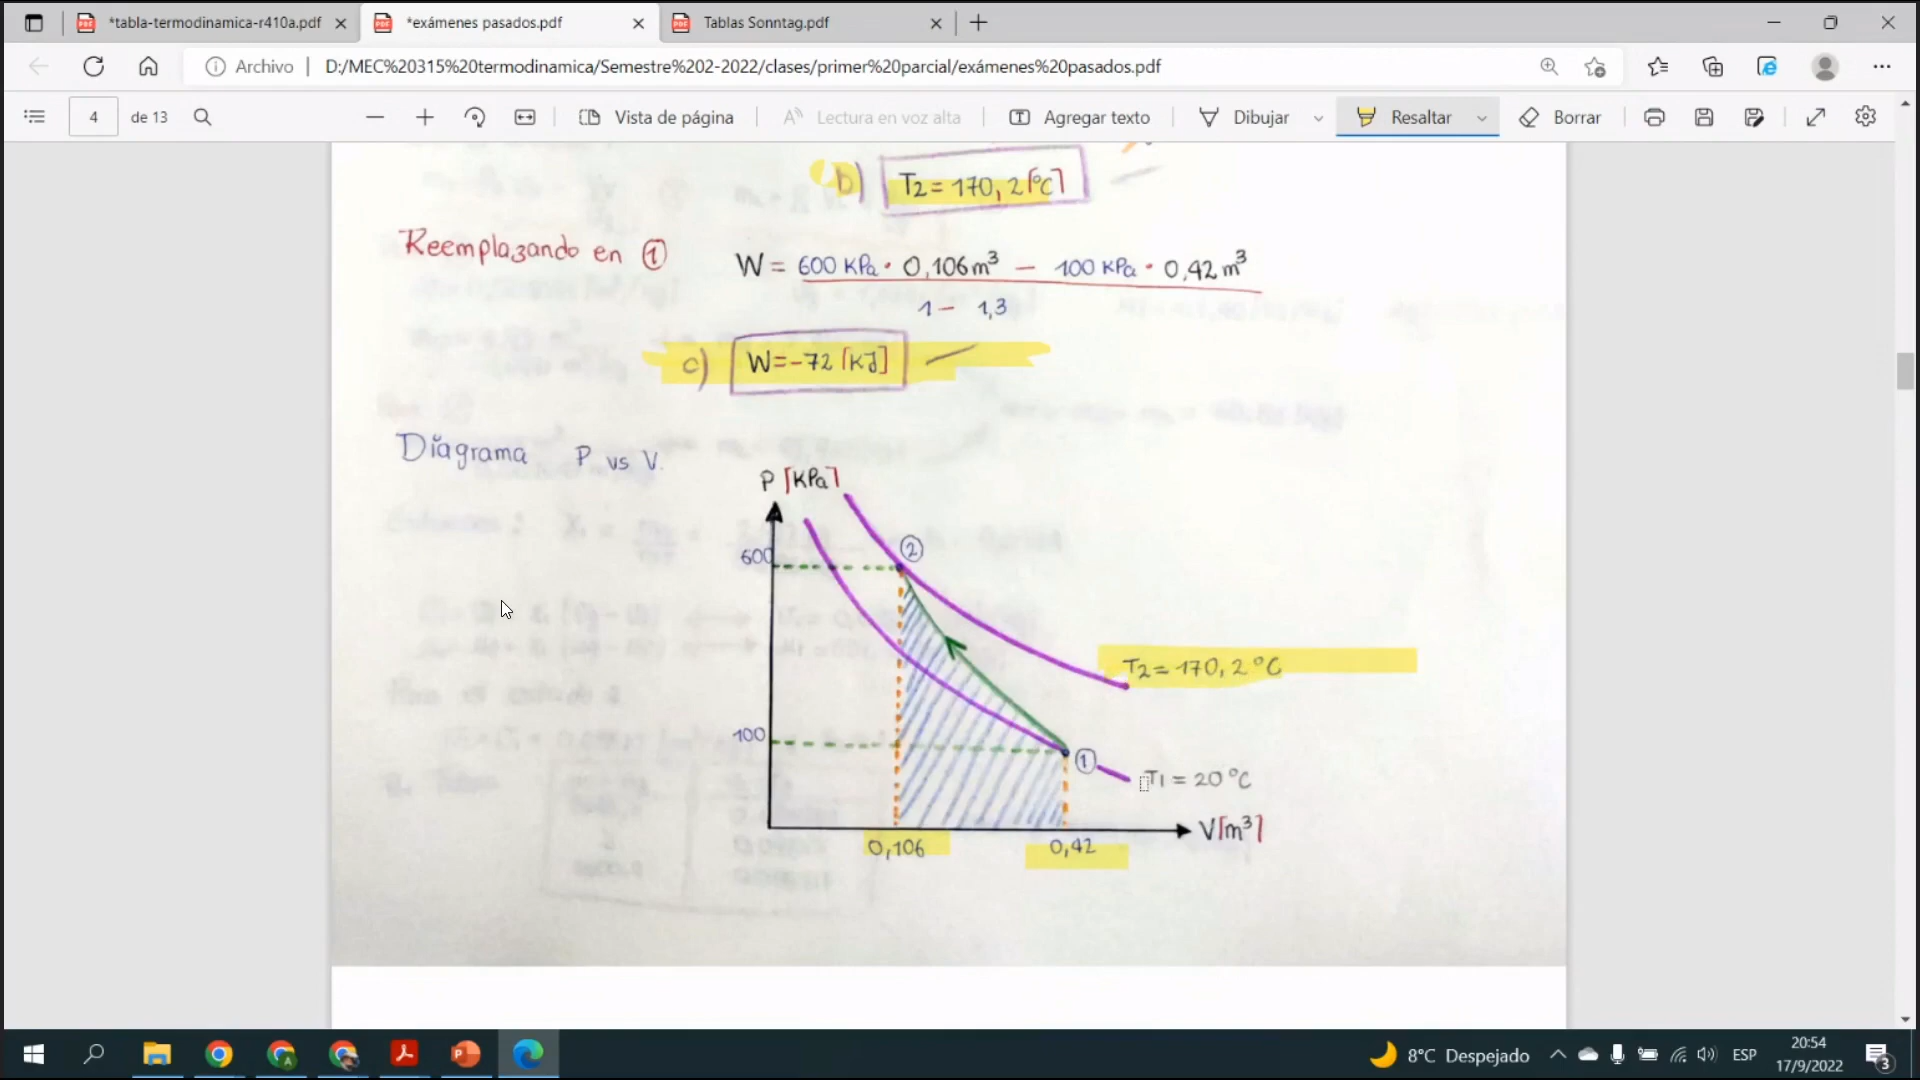 *tabla-termodinamica-r410a.pdf
*exámenes pasados.pdf
Tablas Sonntag.pdf
Archivo
D:/MEC%20315%20termodinamica/Semestre%202-2022/clases/primer%20parcial/exámenes%20pasados.pdf
4 de 13
Vista de página
Lectura en voz alta
Agregar texto
Dibujar
Resaltar
Borrar
b) T2 = 170,2 [°C]
Reemplazando en ①
W = 600 KPa · 0,106 m³ − 100 KPa · 0,42 m³
1 − 1,3
c) W = -72 [KJ]
Diagrama P vs V.
P [KPa]
600
②
T2 = 170,2 °C
100
①
T1 = 20 °C
V [m³]
0,106
0,42
8°C Despejado
ESP
20:54
17/9/2022
3